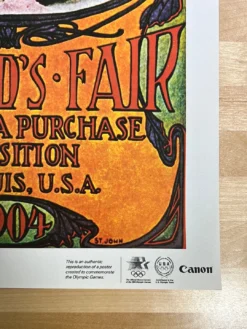 D'S·FAIR
A PURCHASE
SITION
UIS, U.S.A.
1904
ST. JOHN
This is an authentic
reproduction of a poster
created to commemorate
the Olympic Games.
Canon